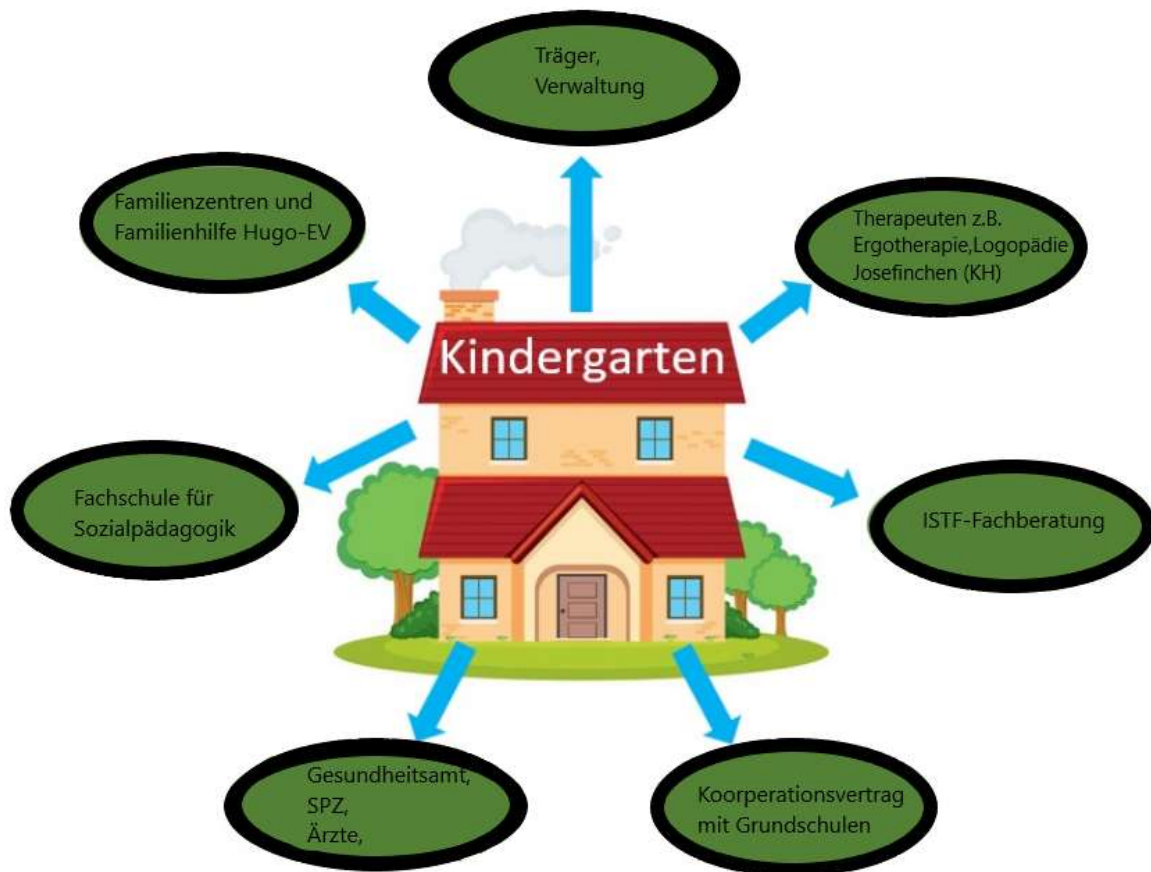 Träger,
Verwaltung
Familienzentren und
Familienhilfe Hugo-EV
Therapeuten z.B.
Ergotherapie,Logopädie
Josefinchen (KH)
Kindergarten
Fachschule für
Sozialpädagogik
ISTF-Fachberatung
Gesundheitsamt,
SPZ,
Ärzte,
Koorperationsvertrag
mit Grundschulen